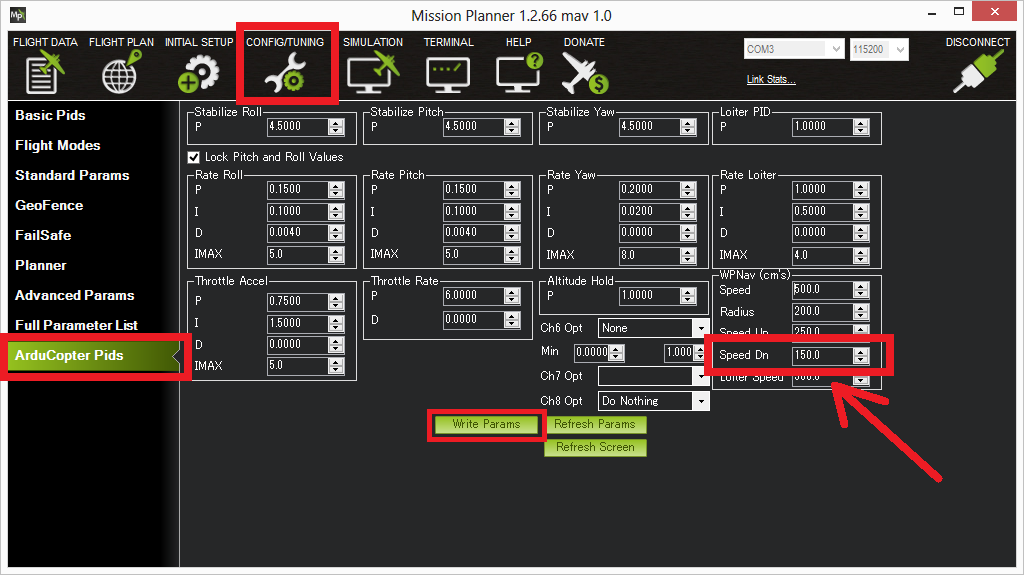 Mp
Mission Planner 1.2.66 mav 1.0
FLIGHT DATA FLIGHT PLAN INITIAL SETUP CONFIG/TUNING SIMULATION TERMINAL HELP DONATE
COM3 115200
DISCONNECT
Link Stats...
Basic Pids
Flight Modes
Standard Params
GeoFence
FailSafe
Planner
Advanced Params
Full Parameter List
ArduCopter Pids
Stabilize Roll
P 4.5000
Stabilize Pitch
P 4.5000
Stabilize Yaw
P 4.5000
Loiter PID
P 1.0000
Lock Pitch and Roll Values
Rate Roll
P 0.1500
I 0.1000
D 0.0040
IMAX 5.0
Rate Pitch
P 0.1500
I 0.1000
D 0.0040
IMAX 5.0
Rate Yaw
P 0.2000
I 0.0200
D 0.0000
IMAX 8.0
Rate Loiter
P 1.0000
I 0.5000
D 0.0000
IMAX 4.0
Throttle Accel
P 0.7500
I 1.5000
D 0.0000
IMAX 5.0
Throttle Rate
P 6.0000
D 0.0000
Altitude Hold
P 1.0000
Ch6 Opt None
Min 0.0000 1.000
Ch7 Opt
Ch8 Opt Do Nothing
WPNav (cm's)
Speed 500.0
Radius 200.0
Speed Up 250.0
Speed Dn 150.0
Loiter Speed 500.0
Write Params Refresh Params
Refresh Screen